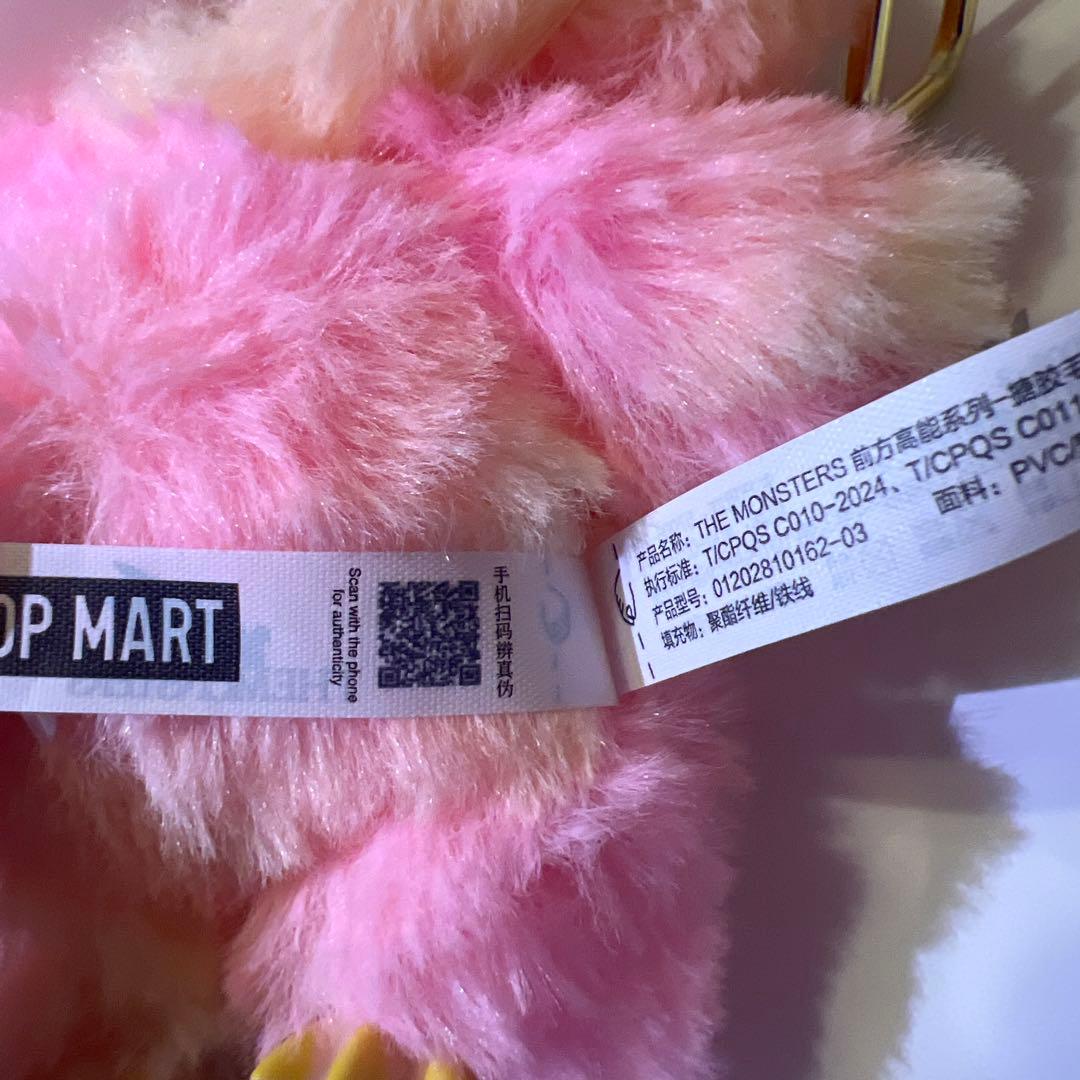 OP MART
Scan with the phone
for authenticity
手机扫码辨真伪
产品名称: THE MONSTERS 前方高能系列-搪胶毛
执行标准: T/CPQS C010-2024、T/CPQS C011
产品型号: 01202810162-03
面料: PVC/
填充物: 聚酯纤维/铁线